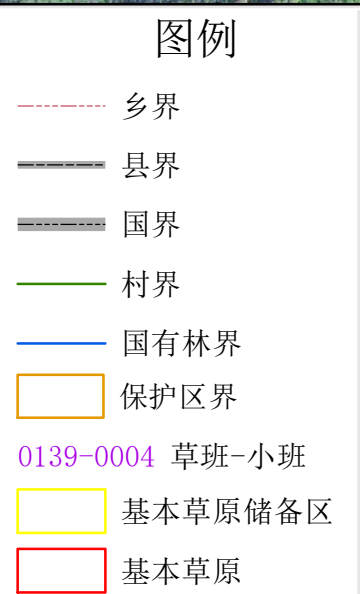 图例
乡界
县界
国界
村界
国有林界
保护区界
0139-0004 草班-小班
基本草原储备区
基本草原